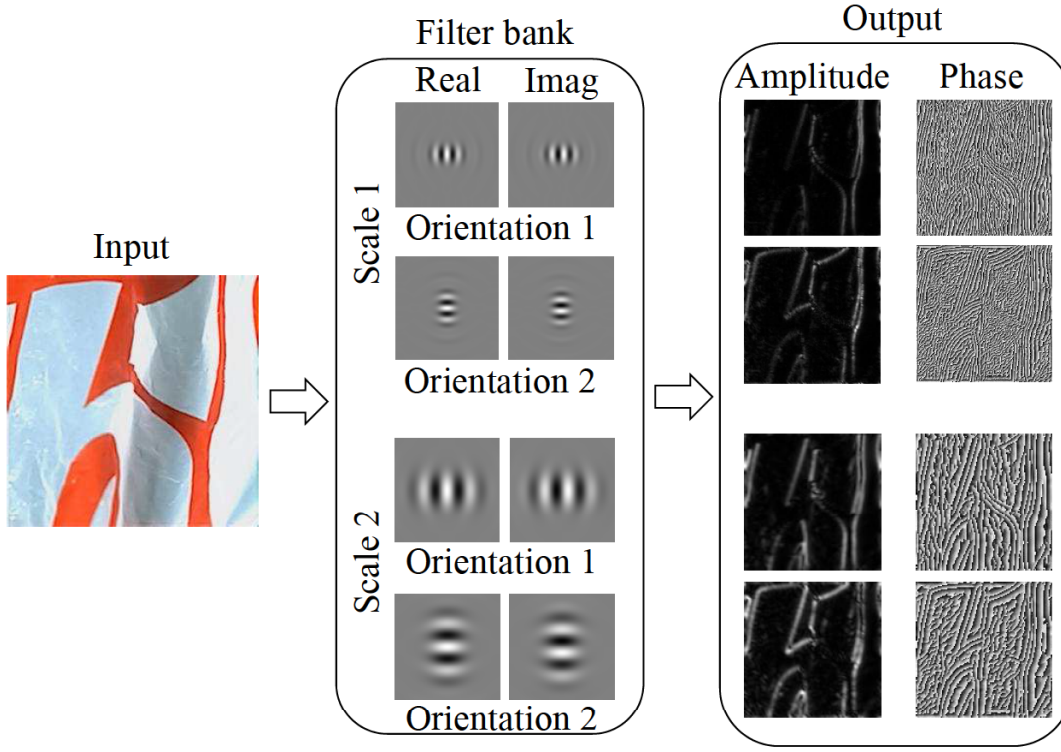 Input
Filter bank
Real Imag
Scale 1
Orientation 1
Orientation 2
Scale 2
Orientation 1
Orientation 2
Output
Amplitude Phase